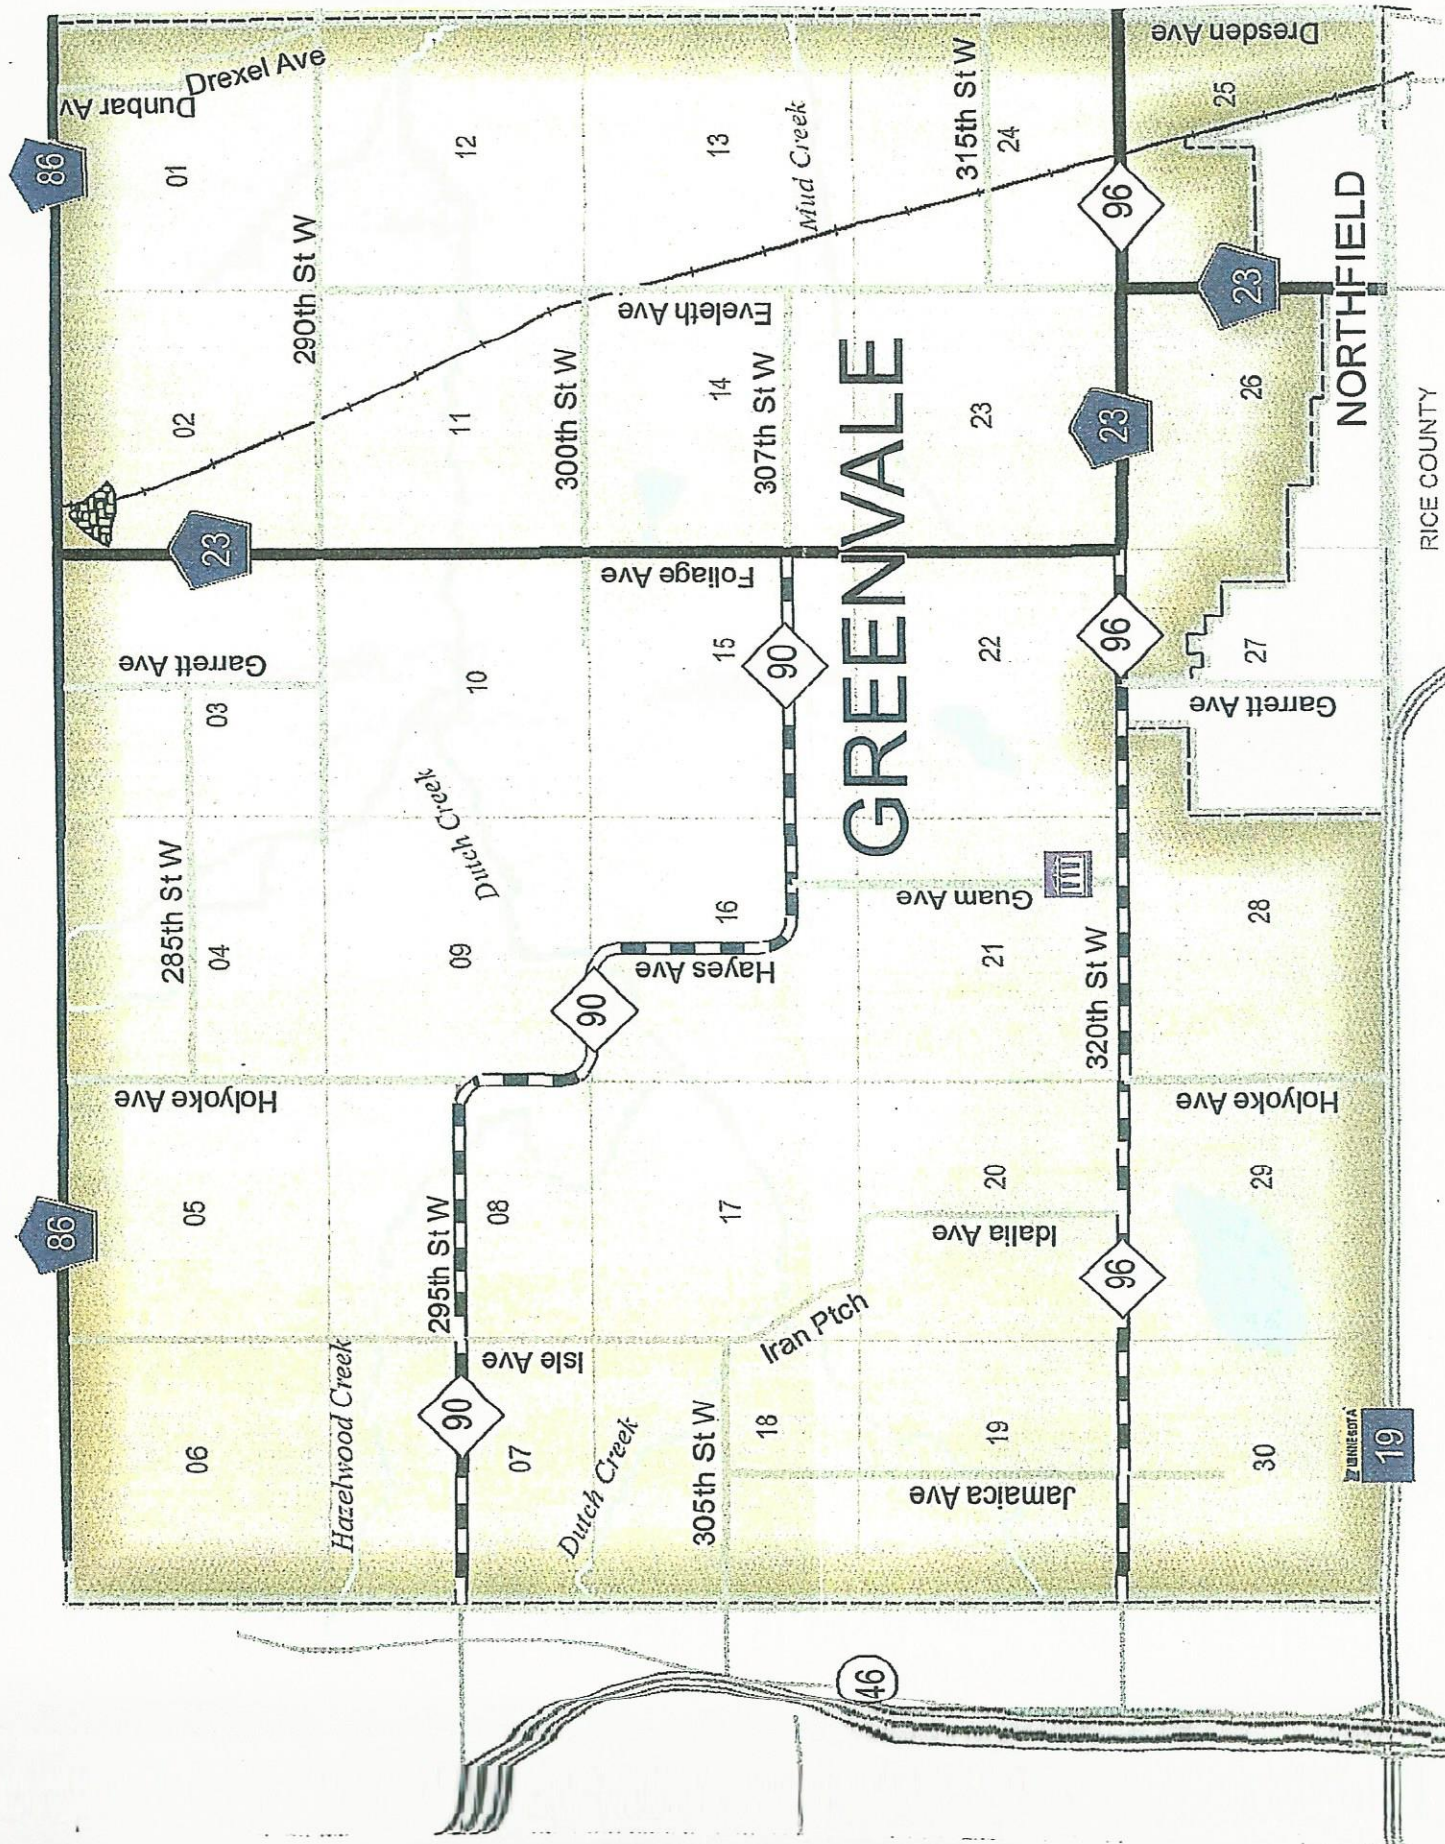 86
86
Dunbar Av
Drexel Ave
Holyoke Ave
Garrett Ave
23
06
05
285th St W
04
03
02
01
290th St W
Hazelwood Creek
295th St W
90
Isle Ave
07
08
09
Dutch Creek
10
11
12
Dutch Creek
90
300th St W
Hayes Ave
Foliage Ave
Eveleth Ave
305th St W
18
17
16
15
14
13
Iran Ptch
90
307th St W
Mud Creek
46
GREENVALE
Jamaica Ave
Idalia Ave
Guam Ave
19
20
21
22
23
24
315th St W
320th St W
96
96
23
96
Holyoke Ave
Garrett Ave
23
Dresden Ave
30
29
28
27
26
25
NORTHFIELD
MINNESOTA
19
RICE COUNTY